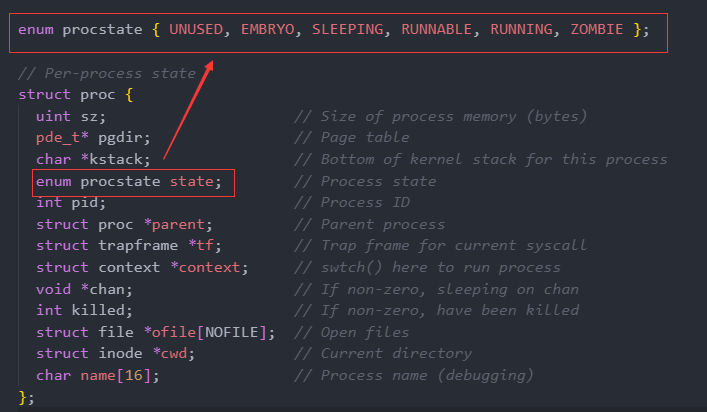 enum procstate { UNUSED, EMBRYO, SLEEPING, RUNNABLE, RUNNING, ZOMBIE };
// Per-process state
struct proc {
  uint sz;                     // Size of process memory (bytes)
  pde_t* pgdir;                // Page table
  char *kstack;                // Bottom of kernel stack for this process
  enum procstate state;        // Process state
  int pid;                     // Process ID
  struct proc *parent;         // Parent process
  struct trapframe *tf;        // Trap frame for current syscall
  struct context *context;     // swtch() here to run process
  void *chan;                  // If non-zero, sleeping on chan
  int killed;                  // If non-zero, have been killed
  struct file *ofile[NOFILE];  // Open files
  struct inode *cwd;           // Current directory
  char name[16];               // Process name (debugging)
};